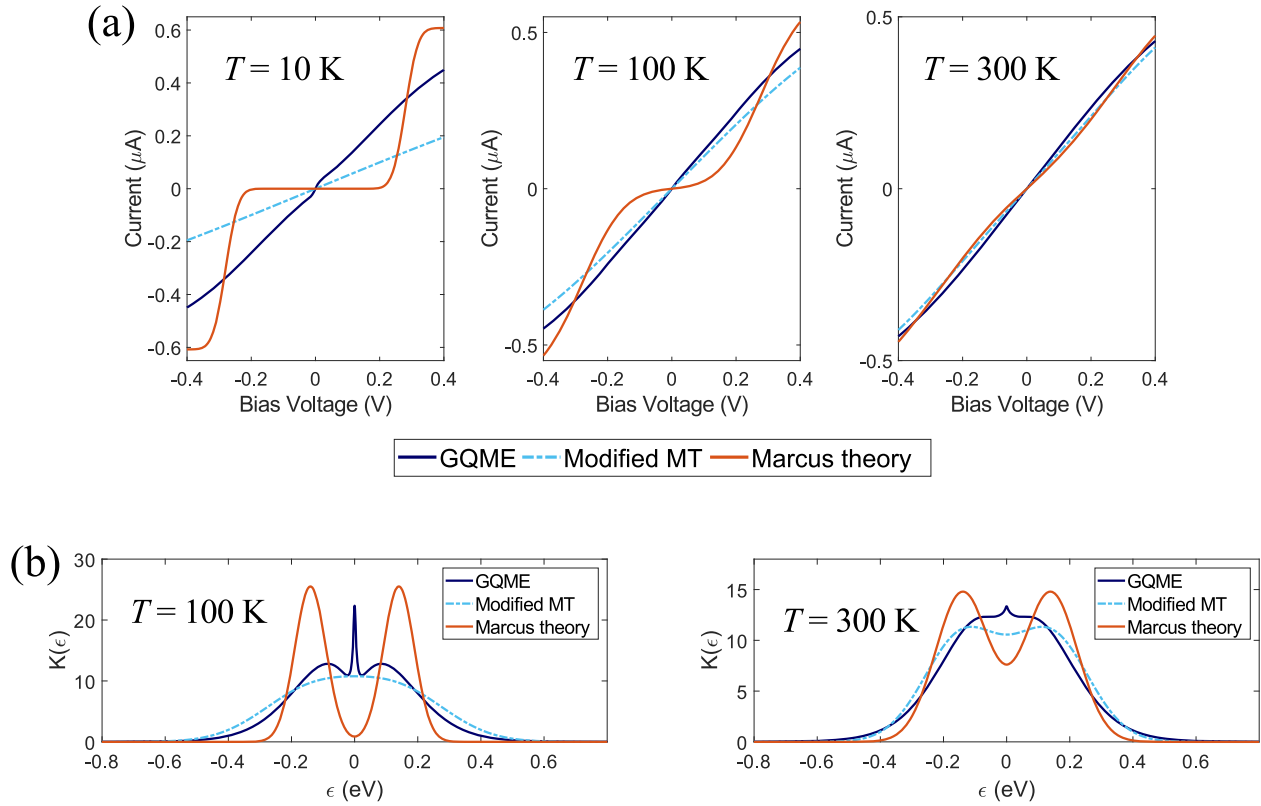 (a)
T = 10 K
T = 100 K
T = 300 K
0.6
0.4
0.2
0
-0.2
-0.4
-0.6
Current (μA)
-0.4 -0.2 0 0.2 0.4
Bias Voltage (V)
0.5
0
-0.5
Current (μA)
-0.4 -0.2 0 0.2 0.4
Bias Voltage (V)
0.5
0
-0.5
Current (μA)
-0.4 -0.2 0 0.2 0.4
Bias Voltage (V)
GQME Modified MT Marcus theory
(b)
T = 100 K
30
20
10
0
K(ϵ)
GQME
Modified MT
Marcus theory
-0.8 -0.6 -0.4 -0.2 0 0.2 0.4 0.6
ϵ (eV)
T = 300 K
15
10
5
0
K(ϵ)
GQME
Modified MT
Marcus theory
-0.8 -0.6 -0.4 -0.2 0 0.2 0.4 0.6 0.8
ϵ (eV)